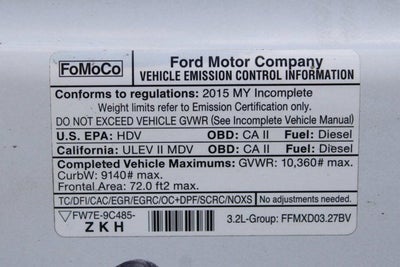 FoMoCo
Ford Motor Company
VEHICLE EMISSION CONTROL INFORMATION
Conforms to regulations: 2015 MY Incomplete
Weight limits refer to Emission Certification only.
DO NOT EXCEED VEHICLE GVWR (See Incomplete Vehicle Manual)
U.S. EPA: HDV OBD: CA II Fuel: Diesel
California: ULEV II MDV OBD: CA II Fuel: Diesel
Completed Vehicle Maximums: GVWR: 10,360# max.
CurbW: 9140# max.
Frontal Area: 72.0 ft2 max.
TC/DFI/CAC/EGR/EGRC/OC+DPF/SCRC/NOXS No adjustments needed.
FW7E-9C485-
ZKH 3.2L-Group: FFMXD03.27BV